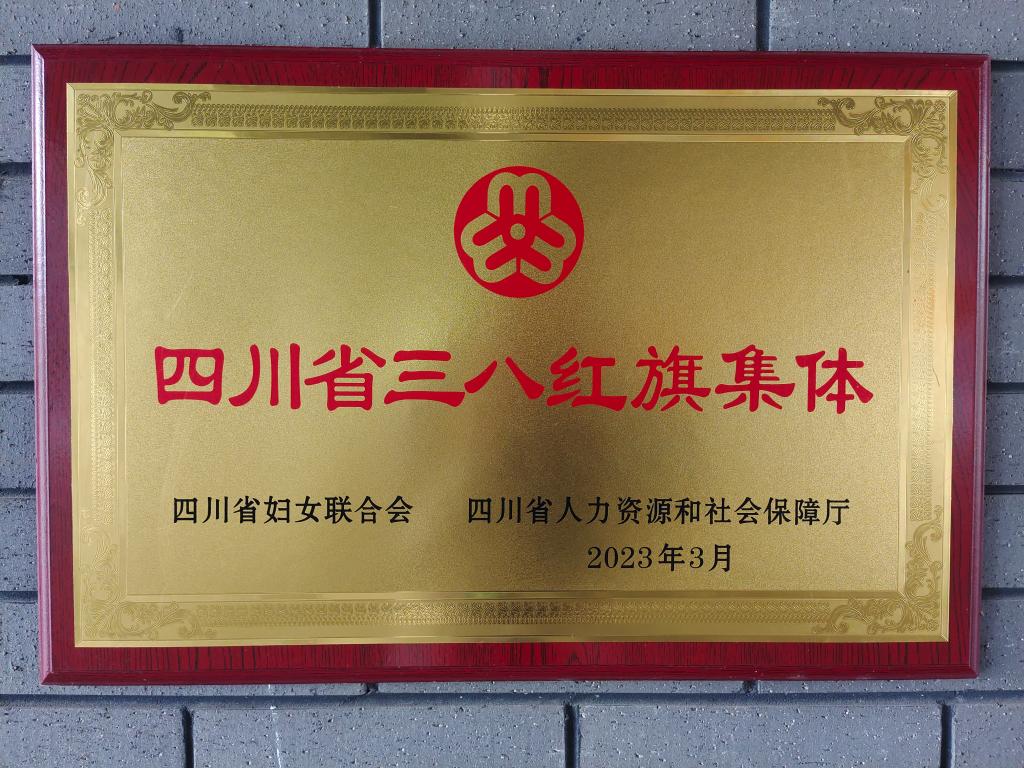 四川省三八红旗集体
四川省妇女联合会 四川省人力资源和社会保障厅
2023年3月